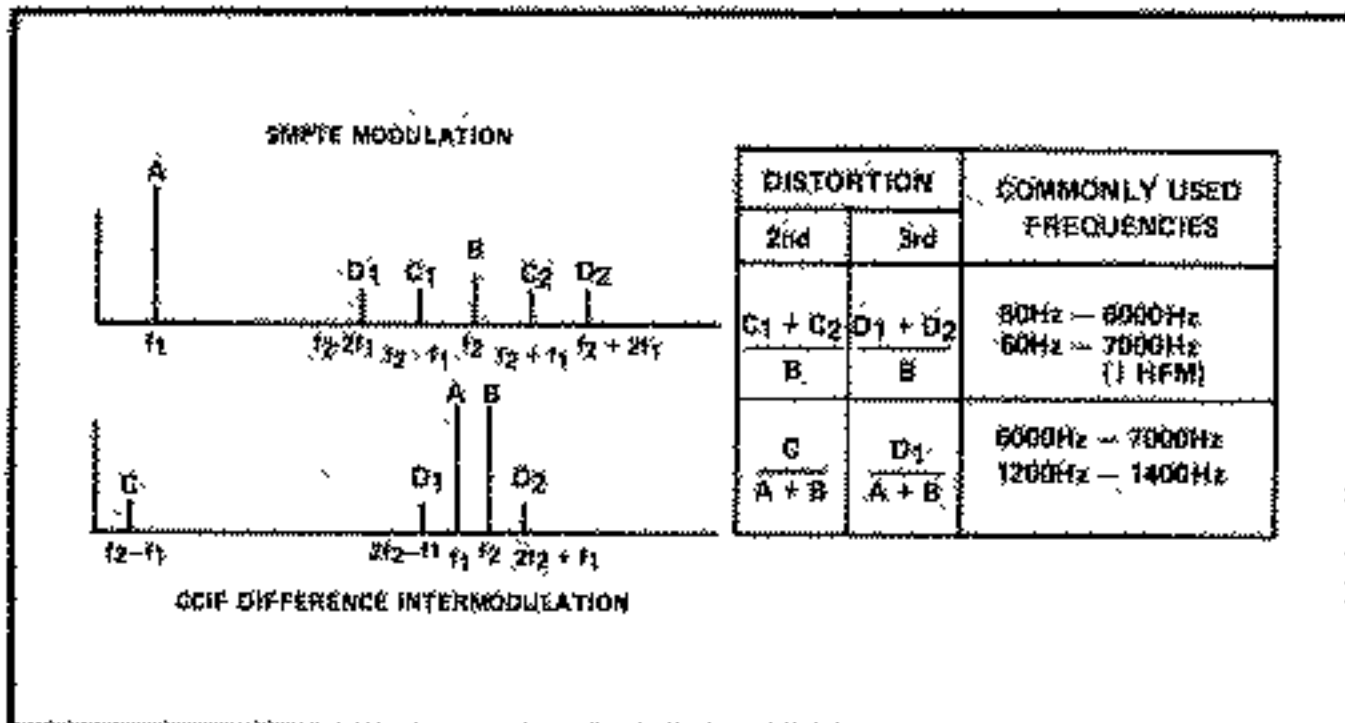 SMPTE MODULATION
A
B
D1 C1 C2 D2
f1 f2-2f1 f2-f1 f2 f2+f1 f2+2f1
A B
C D1 D2
f2-f1 2f2-f1 f1 f2 2f2+f1
CCIF DIFFERENCE INTERMODULATION
DISTORTION
2nd 3rd
COMMONLY USED
FREQUENCIES
C1 + C2 D1 + D2
B B
60Hz – 7000Hz
C D1
A + B A + B
6000Hz – 7000Hz
1200Hz – 1400Hz